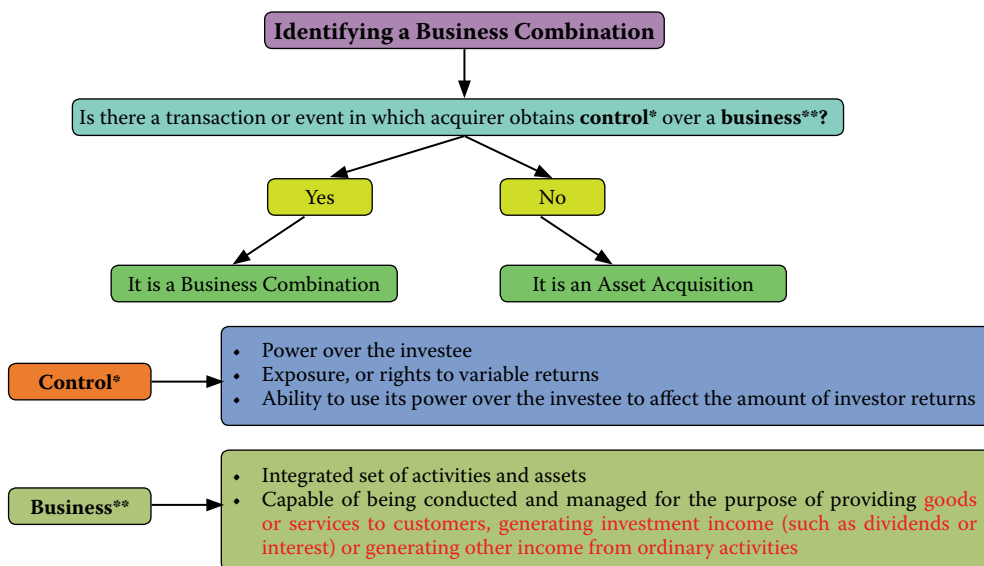 Identifying a Business Combination
Is there a transaction or event in which acquirer obtains control* over a business**?
Yes
No
It is a Business Combination
It is an Asset Acquisition
Control*
• Power over the investee
• Exposure, or rights to variable returns
• Ability to use its power over the investee to affect the amount of investor returns
Business**
• Integrated set of activities and assets
• Capable of being conducted and managed for the purpose of providing goods
or services to customers, generating investment income (such as dividends or
interest) or generating other income from ordinary activities